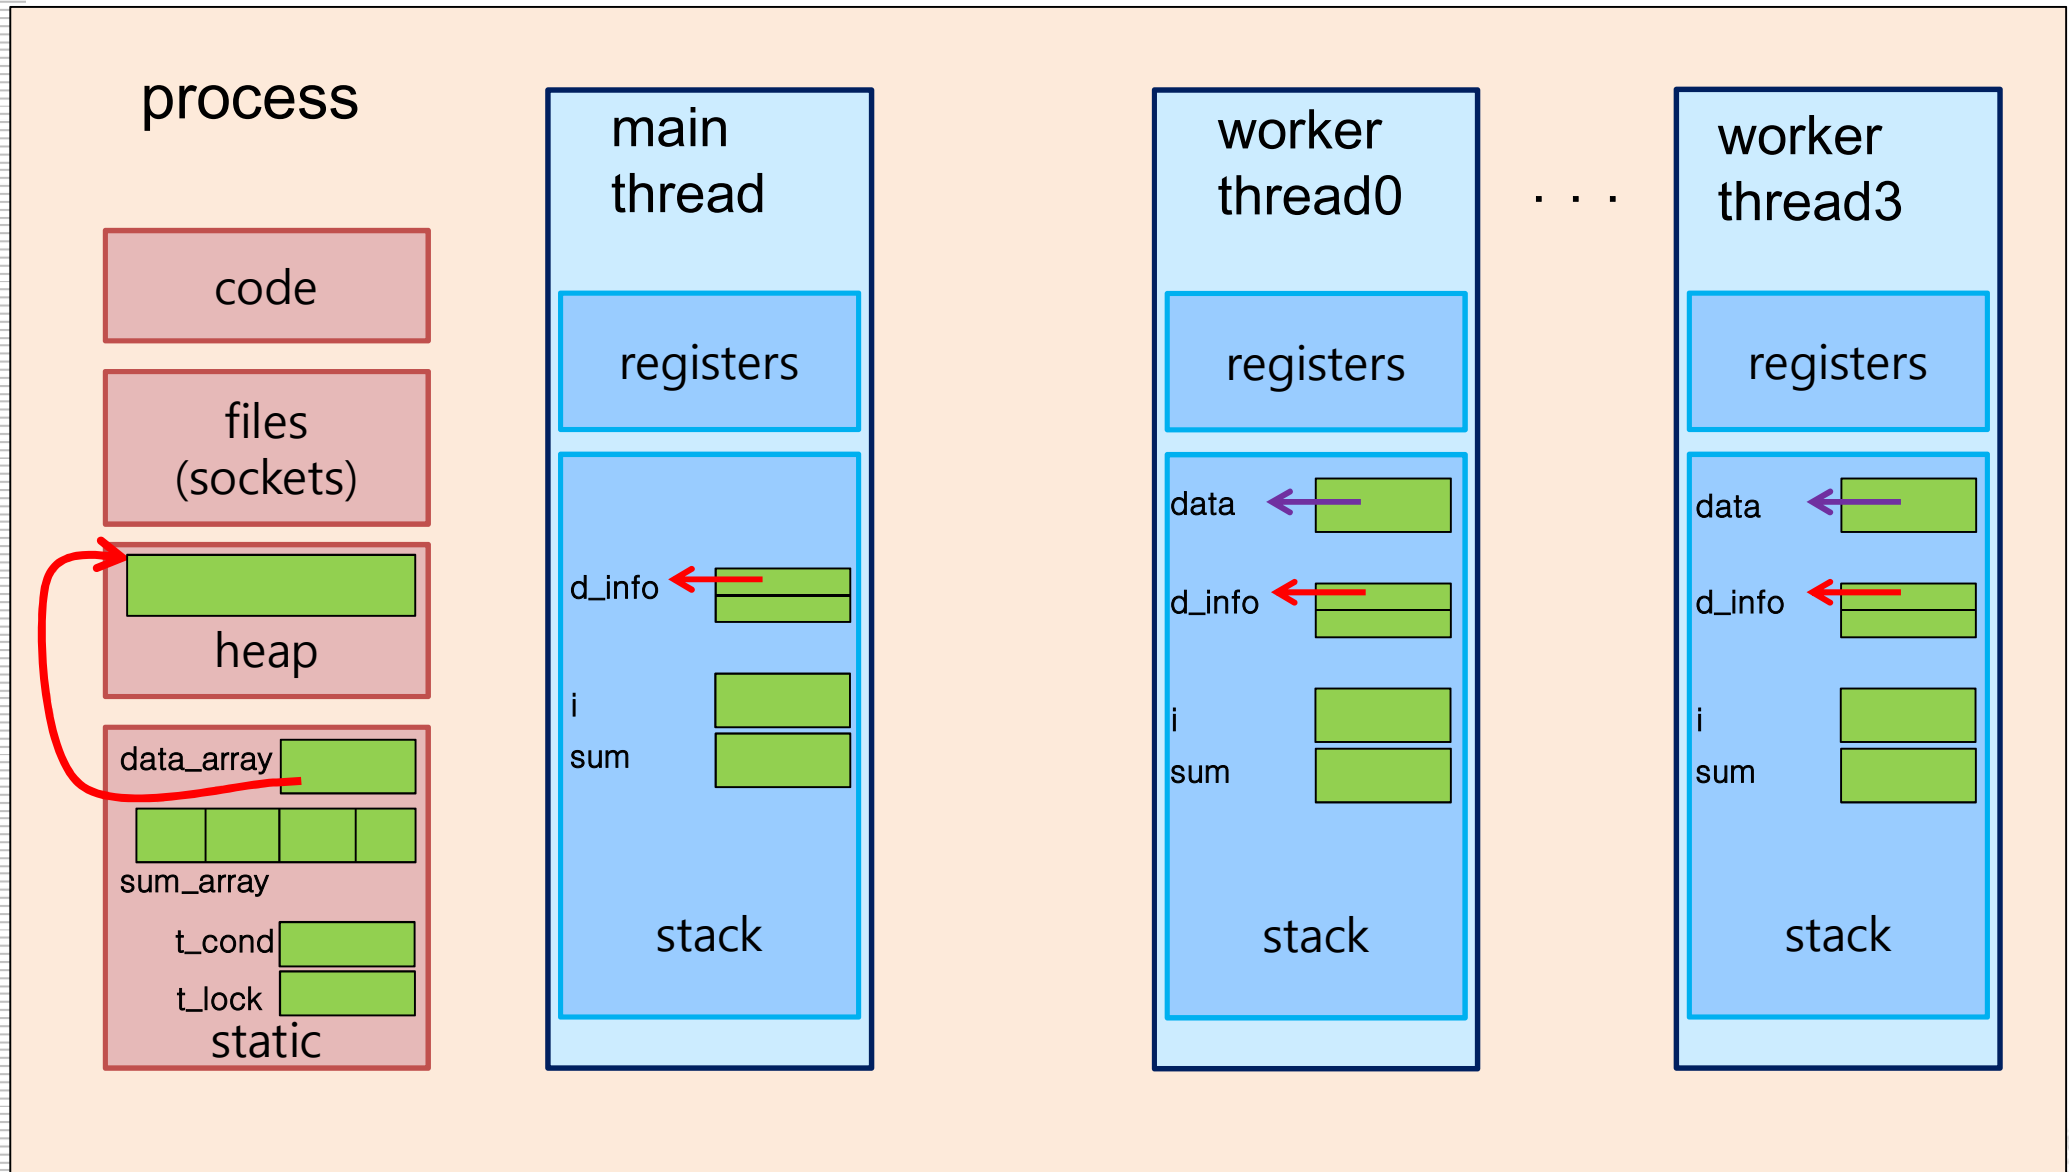 process
code
files
(sockets)
heap
data_array
sum_array
t_cond
t_lock
static
main
thread
registers
d_info
i
sum
stack
worker
thread0
registers
data
d_info
i
sum
stack
. . .
worker
thread3
registers
data
d_info
i
sum
stack